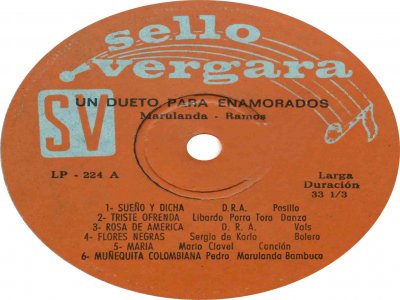 sello
vergara
SV
UN DUETO PARA ENAMORADOS
Marulanda - Ramos
LP - 224 A
Larga
Duración
33 1/3
1- SUEÑO Y DICHA D.R.A. Pasillo
2- TRISTE OFRENDA Libardo Parra Toro Danza
3- ROSA DE AMERICA D. R. A. Vals
4- FLORES NEGRAS Sergio de Karlo Bolero
5- MARIA Mario Clavel Canción
6- MUÑEQUITA COLOMBIANA Pedro Marulanda Bambuco